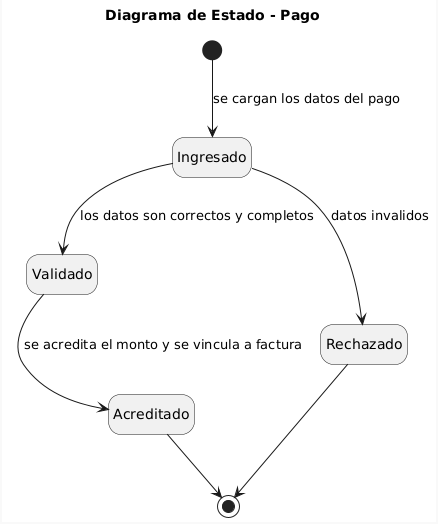 Diagrama de Estado - Pago
se cargan los datos del pago
Ingresado
los datos son correctos y completos
datos invalidos
Validado
se acredita el monto y se vincula a factura
Rechazado
Acreditado